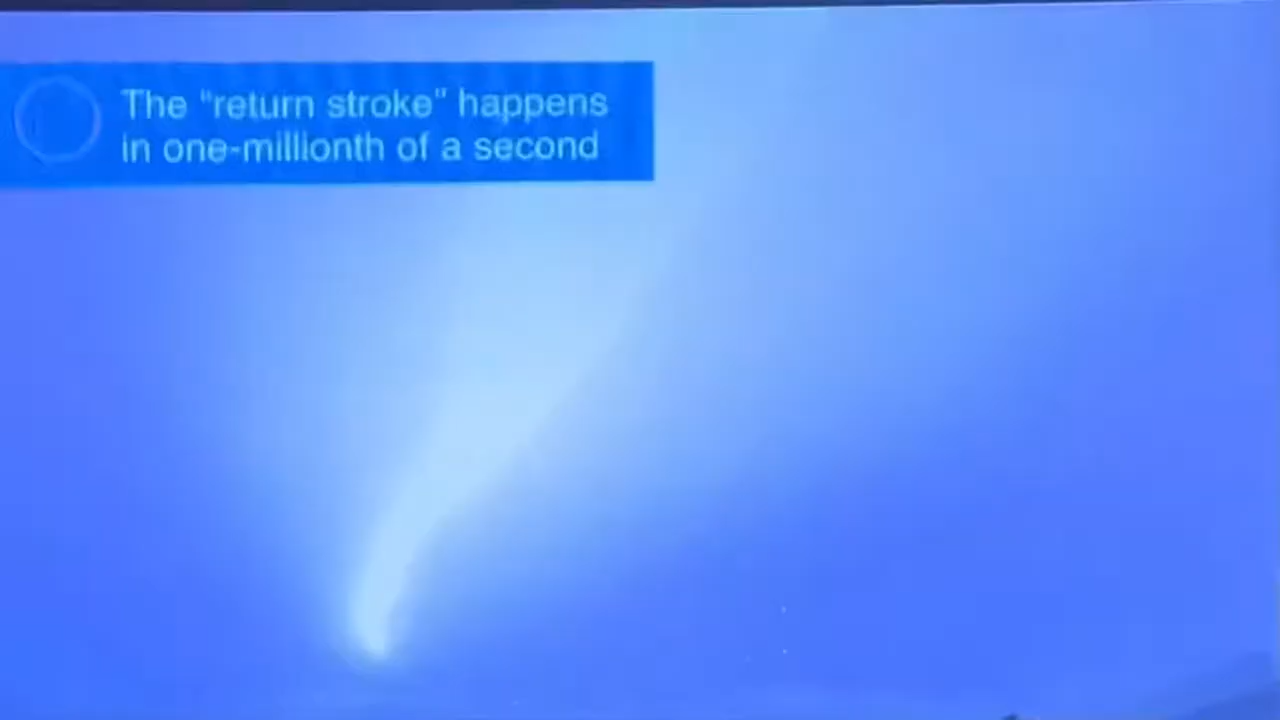 The “return stroke” happens
in one-millionth of a second